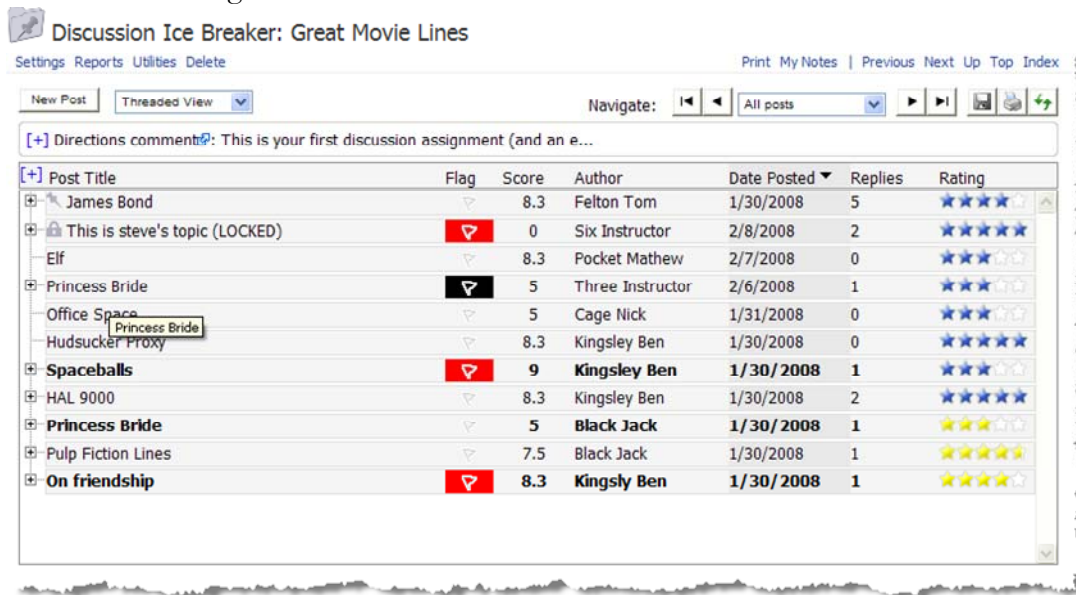 Discussion Ice Breaker: Great Movie Lines
Settings Reports Utilities Delete Print My Notes | Previous Next Up Top Index
New Post Threaded View Navigate: All posts
[+] Directions comment: This is your first discussion assignment (and an e...
[+] Post Title Flag Score Author Date Posted Replies Rating
James Bond 8.3 Felton Tom 1/30/2008 5
This is steve's topic (LOCKED) 0 Six Instructor 2/8/2008 2
Elf 8.3 Pocket Mathew 2/7/2008 0
Princess Bride 5 Three Instructor 2/6/2008 1
Office Space 5 Cage Nick 1/31/2008 0
Princess Bride
Hudsucker Proxy 8.3 Kingsley Ben 1/30/2008 0
Spaceballs 9 Kingsley Ben 1/30/2008 1
HAL 9000 8.3 Kingsley Ben 1/30/2008 2
Princess Bride 5 Black Jack 1/30/2008 1
Pulp Fiction Lines 7.5 Black Jack 1/30/2008 1
On friendship 8.3 Kingsly Ben 1/30/2008 1